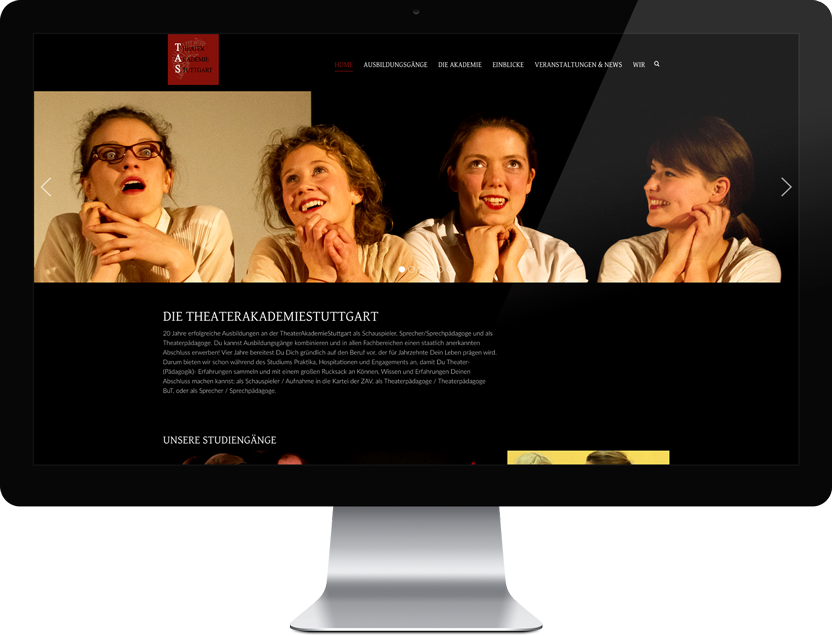 THEATER
AKADEMIE
STUTTGART
HOME AUSBILDUNGSGÄNGE DIE AKADEMIE EINBLICKE VERANSTALTUNGEN & NEWS WIR
DIE THEATERAKADEMIESTUTTGART
20 Jahre erfolgreiche Ausbildungen an der TheaterAkademieStuttgart als Schauspieler, Sprecher/Sprechpädagoge und als
Theaterpädagoge. Du kannst Ausbildungsgänge kombinieren und in allen Fachbereichen einen staatlich anerkannten
Abschluss erwerben! Vier Jahre bereitest Du Dich gründlich auf den Beruf vor, der für Jahrzehnte Dein Leben prägen wird.
Darum bieten wir schon während des Studiums Praktika, Hospitationen und Engagements an, damit Du Theater-
(Pädagogik)- Erfahrungen sammeln und mit einem großen Rucksack an Können, Wissen und Erfahrungen Deinen
Abschluss machen kannst: als Schauspieler / Aufnahme in die Kartei der ZAV, als Theaterpädagoge / Theaterpädagoge
BuT, oder als Sprecher / Sprechpädagoge.
UNSERE STUDIENGÄNGE